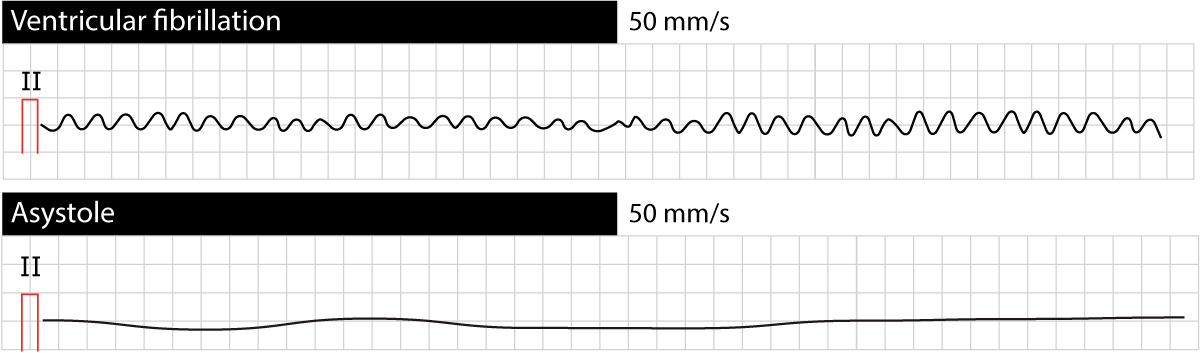 Ventricular fibrillation 50 mm/s
II
Asystole 50 mm/s
II